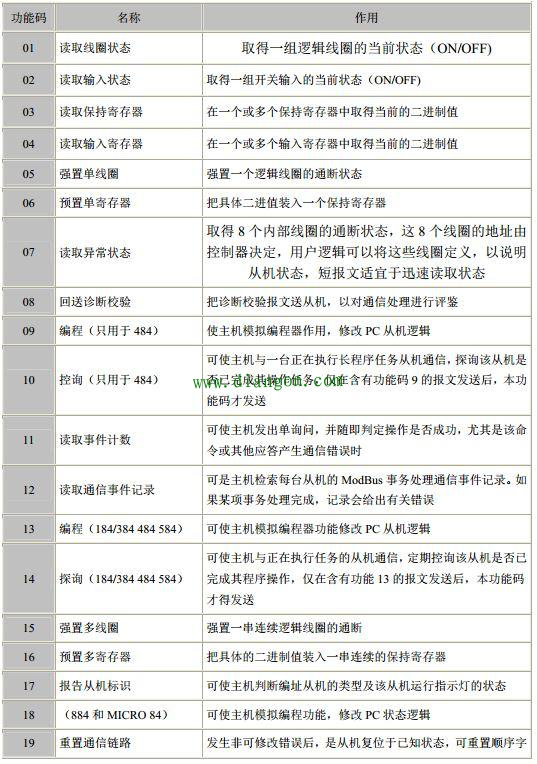 功能码 名称 作用
01 读取线圈状态 取得一组逻辑线圈的当前状态（ON/OFF)
02 读取输入状态 取得一组开关输入的当前状态（ON/OFF)
03 读取保持寄存器 在一个或多个保持寄存器中取得当前的二进制值
04 读取输入寄存器 在一个或多个输入寄存器中取得当前的二进制值
05 强置单线圈 强置一个逻辑线圈的通断状态
06 预置单寄存器 把具体二进值装入一个保持寄存器
07 读取异常状态 取得 8 个内部线圈的通断状态，这 8 个线圈的地址由
控制器决定，用户逻辑可以将这些线圈定义，以说明
从机状态，短报文适宜于迅速读取状态
08 回送诊断校验 把诊断校验报文送从机，以对通信处理进行评鉴
09 编程（只用于 484） 使主机模拟编程器作用，修改 PC 从机逻辑
10 控询（只用于 484） 可使主机与一台正在执行长程序任务从机通信，探询该从机是
否已完成其操作任务，仅在含有功能码 9 的报文发送后，本功
能码才发送
11 读取事件计数 可使主机发出单询问，并随即判定操作是否成功，尤其是该命
令或其他应答产生通信错误时
12 读取通信事件记录 可是主机检索每台从机的 ModBus 事务处理通信事件记录。如
果某项事务处理完成，记录会给出有关错误
13 编程（184/384 484 584） 可使主机模拟编程器功能修改 PC 从机逻辑
14 探询（184/384 484 584） 可使主机与正在执行任务的从机通信，定期控询该从机是否已
完成其程序操作，仅在含有功能 13 的报文发送后，本功能码
才得发送
15 强置多线圈 强置一串连续逻辑线圈的通断
16 预置多寄存器 把具体的二进制值装入一串连续的保持寄存器
17 报告从机标识 可使主机判断编址从机的类型及该从机运行指示灯的状态
18 （884 和 MICRO 84） 可使主机模拟编程功能，修改 PC 状态逻辑
19 重置通信链路 发生非可修改错误后，是从机复位于已知状态，可重置顺序字